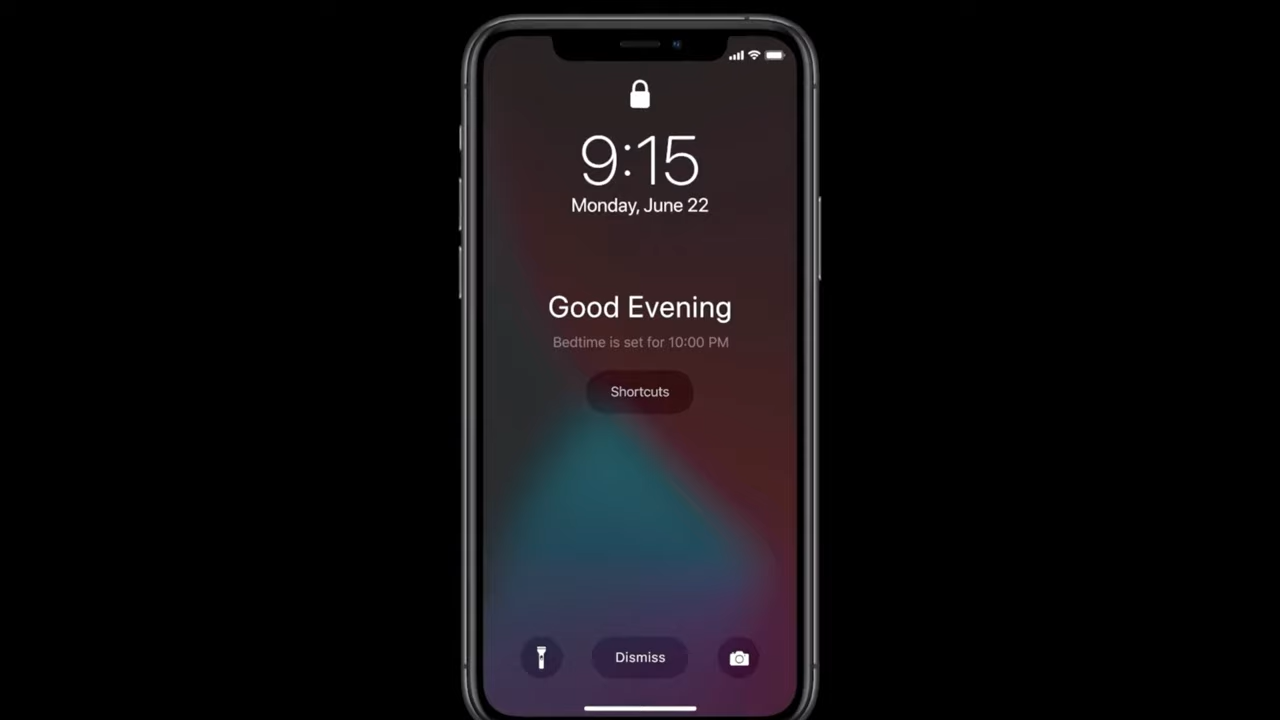 9:15
Monday, June 22
Good Evening
Bedtime is set for 10:00 PM
Shortcuts
Dismiss